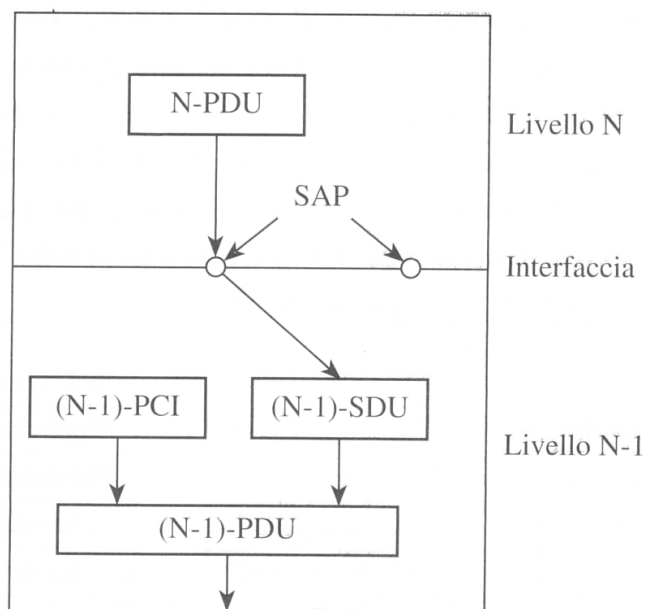 N-PDU
Livello N
SAP
Interfaccia
(N-1)-PCI
(N-1)-SDU
Livello N-1
(N-1)-PDU